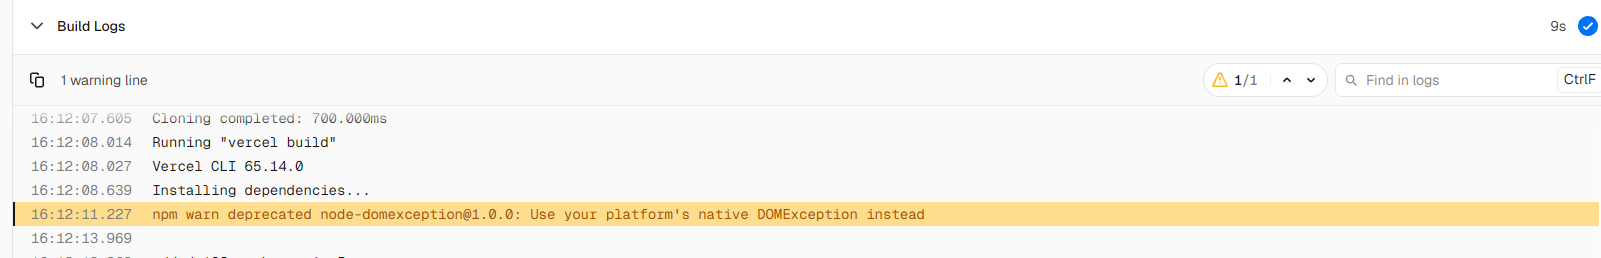 Build Logs
9s
1 warning line
1/1
Find in logs
CtrlF
16:12:07.605 Cloning completed: 700.000ms
16:12:08.014 Running "vercel build"
16:12:08.027 Vercel CLI 65.14.0
16:12:08.639 Installing dependencies...
16:12:11.227 npm warn deprecated node-domexception@1.0.0: Use your platform's native DOMException instead
16:12:13.969